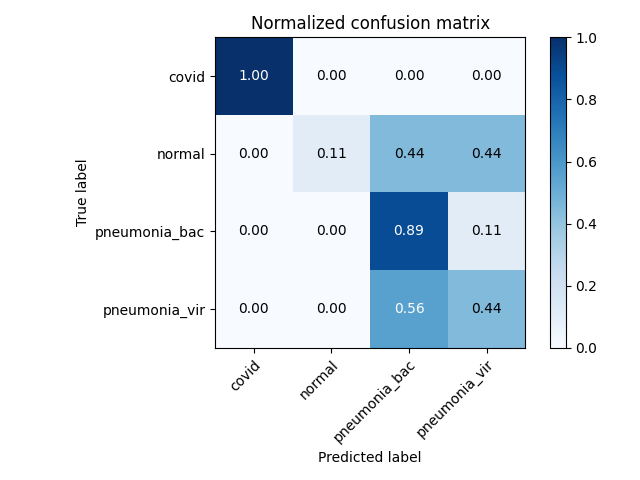 Normalized confusion matrix
True label
covid 1.00 0.00 0.00 0.00
normal 0.00 0.11 0.44 0.44
pneumonia_bac 0.00 0.00 0.89 0.11
pneumonia_vir 0.00 0.00 0.56 0.44
covid normal pneumonia_bac pneumonia_vir
Predicted label
1.0
0.8
0.6
0.4
0.2
0.0